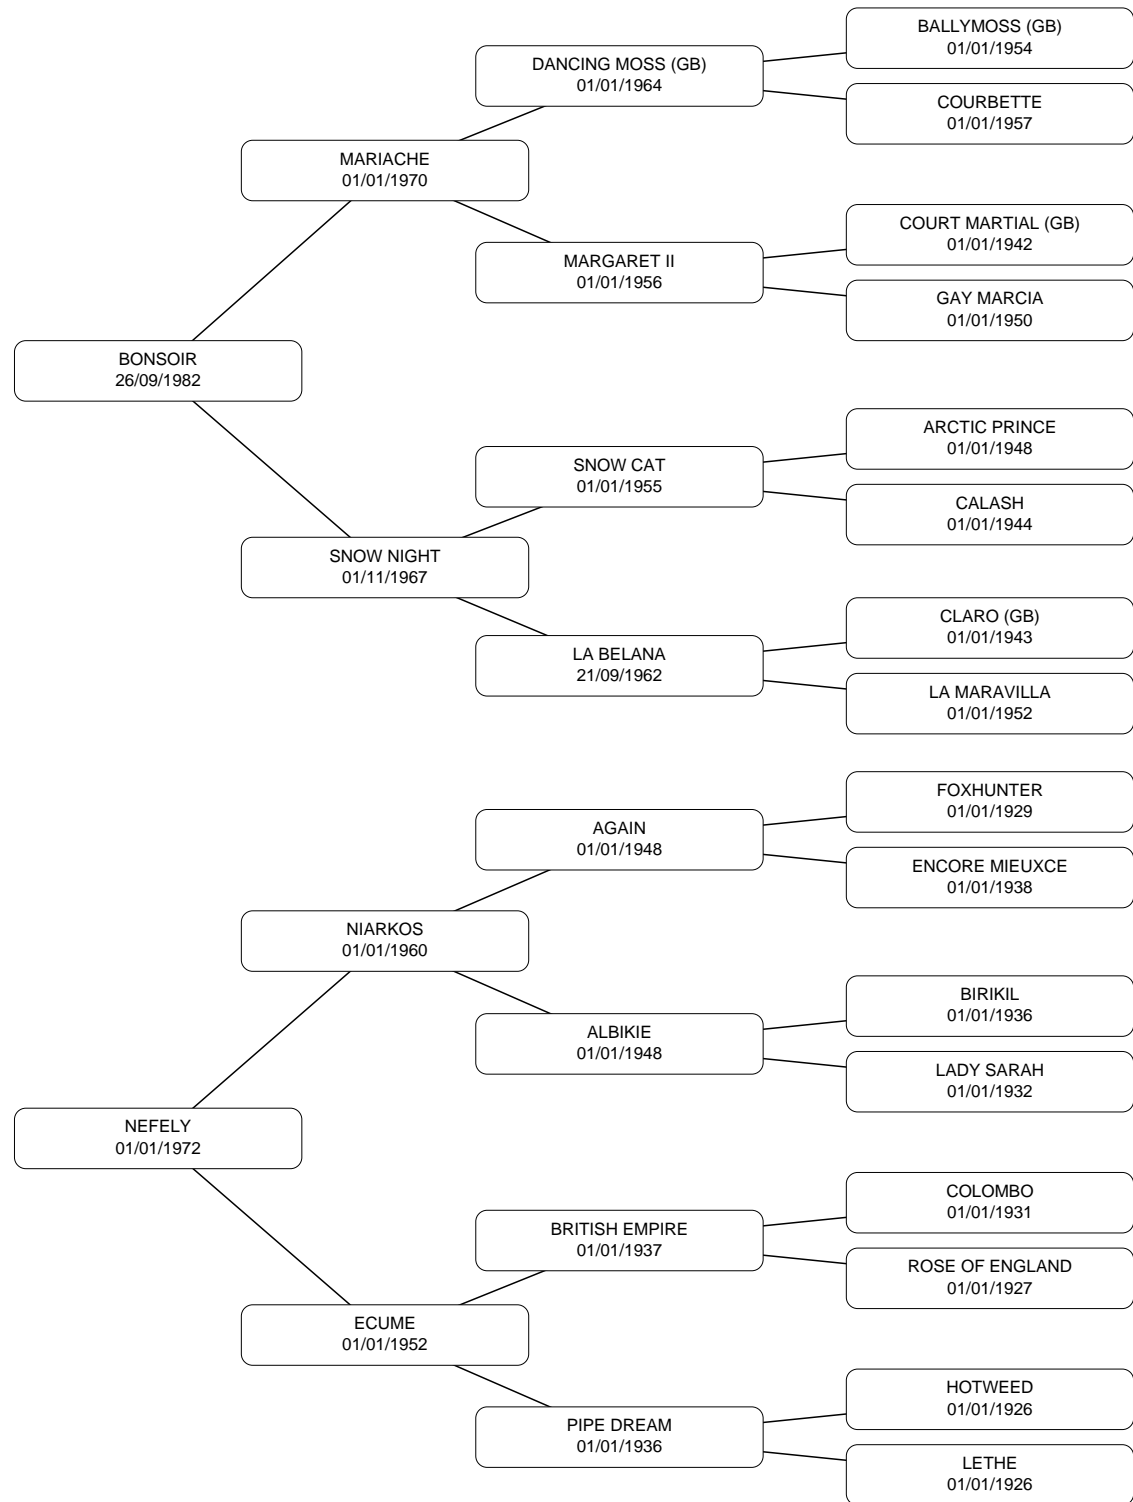 BALLYMOSS (GB)
01/01/1954
DANCING MOSS (GB)
01/01/1964
COURBETTE
01/01/1957
MARIACHE
01/01/1970
COURT MARTIAL (GB)
01/01/1942
MARGARET II
01/01/1956
GAY MARCIA
01/01/1950
BONSOIR
26/09/1982
ARCTIC PRINCE
01/01/1948
SNOW CAT
01/01/1955
CALASH
01/01/1944
SNOW NIGHT
01/11/1967
CLARO (GB)
01/01/1943
LA BELANA
21/09/1962
LA MARAVILLA
01/01/1952
FOXHUNTER
01/01/1929
AGAIN
01/01/1948
ENCORE MIEUXCE
01/01/1938
NIARKOS
01/01/1960
BIRIKIL
01/01/1936
ALBIKIE
01/01/1948
LADY SARAH
01/01/1932
NEFELY
01/01/1972
COLOMBO
01/01/1931
BRITISH EMPIRE
01/01/1937
ROSE OF ENGLAND
01/01/1927
ECUME
01/01/1952
HOTWEED
01/01/1926
PIPE DREAM
01/01/1936
LETHE
01/01/1926